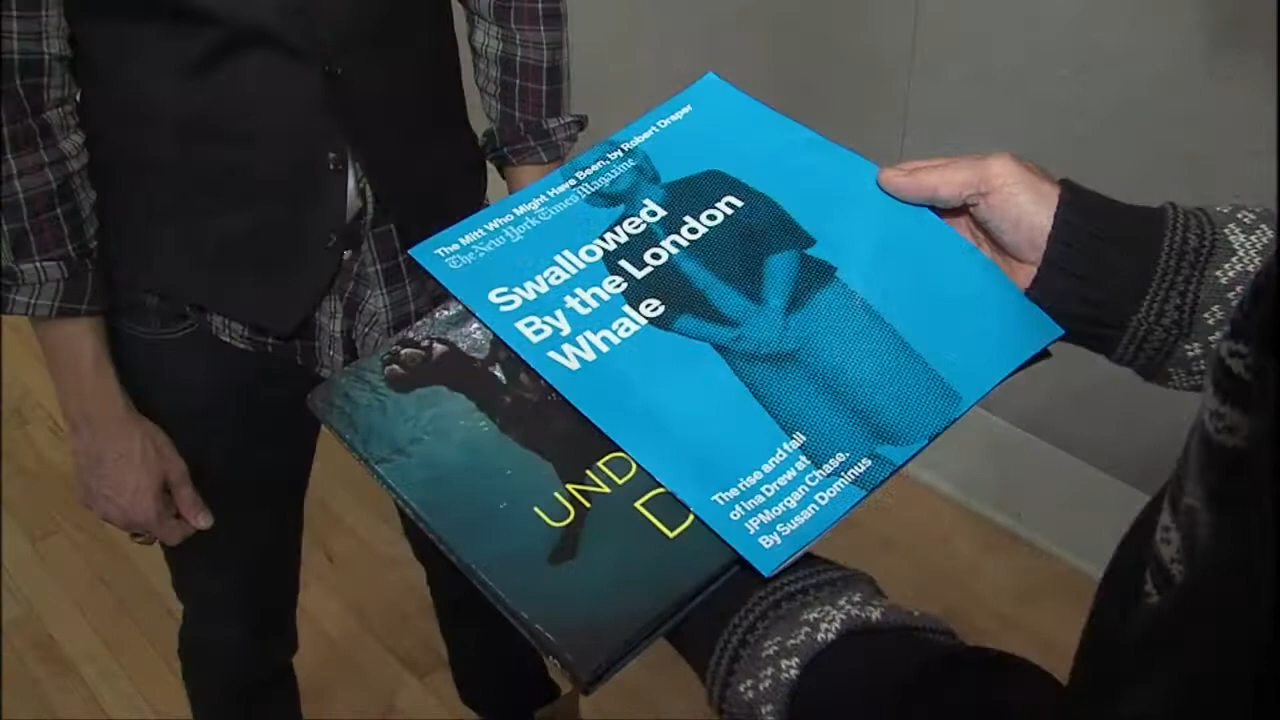 The Mitt Who Might Have Been, by Robert Draper
The New York Times Magazine
Swallowed
By the London
Whale
The rise and fall
of Ina Drew at
JPMorgan Chase.
By Susan Dominus
UND
D